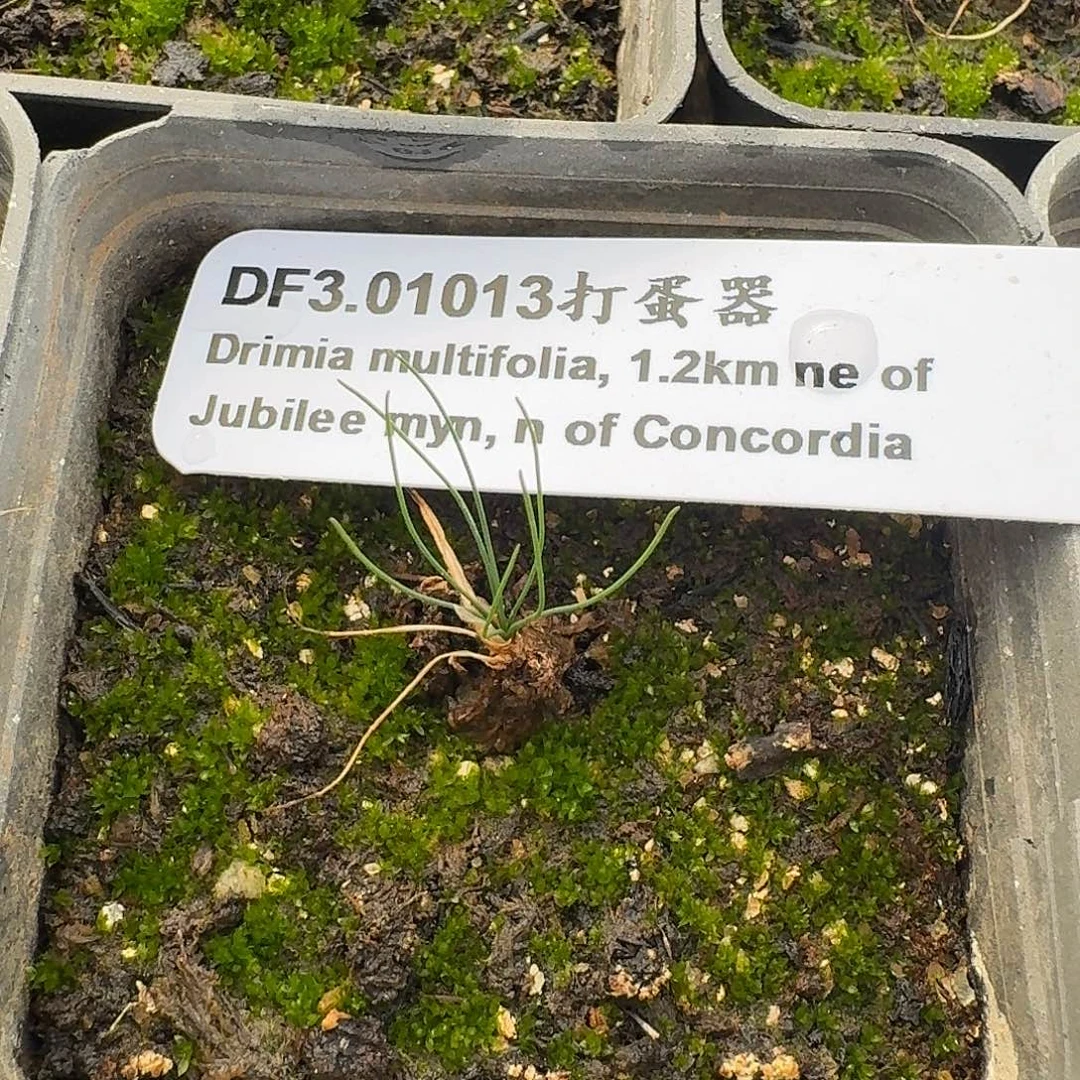 DF3.01013打蛋器
Drimia multifolia, 1.2km ne of
Jubilee myn, n of Concordia